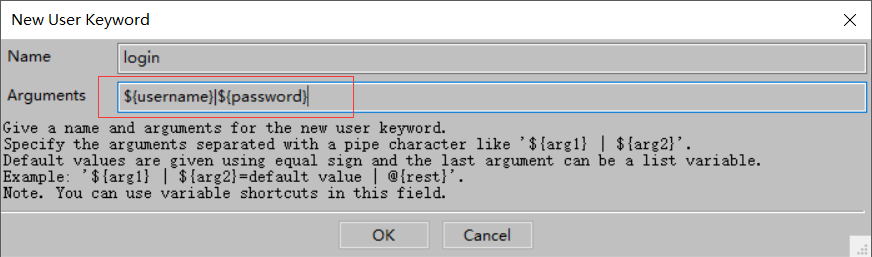 New User Keyword
Name login
Arguments ${username}|${password}
Give a name and arguments for the new user keyword.
Specify the arguments separated with a pipe character like '${arg1} | ${arg2}'.
Default values are given using equal sign and the last argument can be a list variable.
Example: '${arg1} | ${arg2}=default value | @{rest}'.
Note. You can use variable shortcuts in this field.
OK Cancel